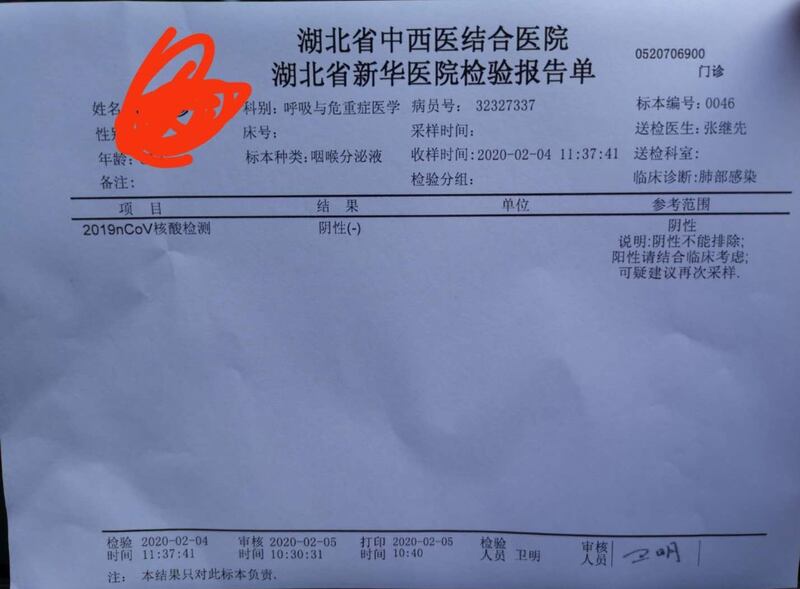 湖北省中西医结合医院
湖北省新华医院检验报告单
0520706900
门诊
姓名
科别: 呼吸与危重症医学
病员号: 32327337
标本编号: 0046
性别
床号:
采样时间:
送检医生: 张继先
年龄:
标本种类: 咽喉分泌液
收样时间: 2020-02-04 11:37:41
送检科室:
备注:
检验分组:
临床诊断: 肺部感染
项 目 结 果 单位 参考范围
2019nCoV核酸检测 阴性(-) 阴性
说明:阴性不能排除;
阳性请结合临床考虑;
可疑建议再次采样.
检验时间 2020-02-04 11:37:41
审核时间 2020-02-05 10:30:31
打印时间 2020-02-05 10:40
检验人员 卫明
审核人员 卫明
注: 本结果只对此标本负责.